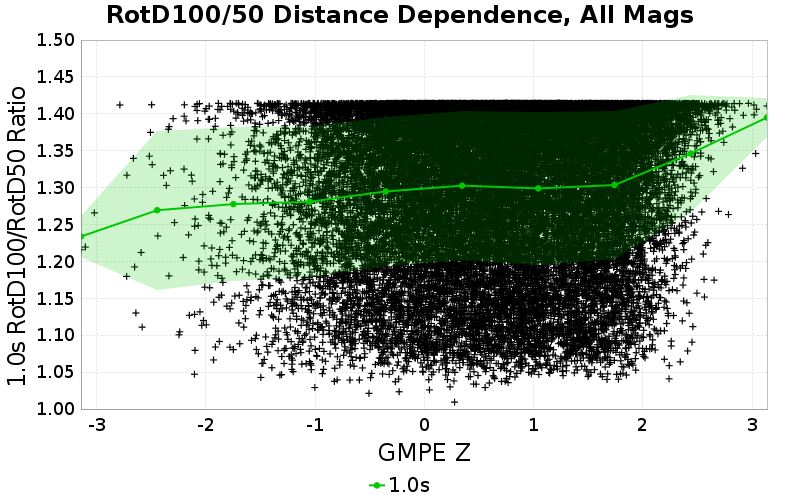 RotD100/50 Distance Dependence, All Mags
1.0s RotD100/RotD50 Ratio
1.50
1.45
1.40
1.35
1.30
1.25
1.20
1.15
1.10
1.05
1.00
-3 -2 -1 0 1 2 3
GMPE Z
1.0s